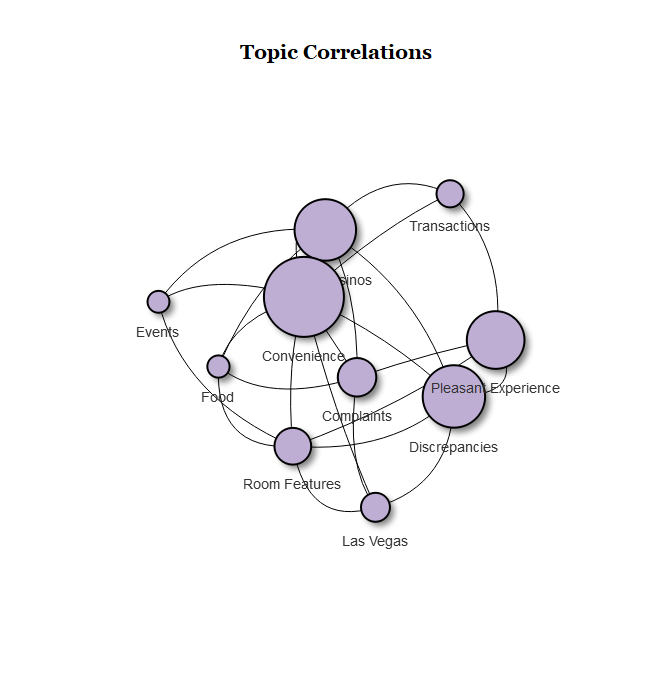 Topic Correlations
Transactions
sinos
Events
Convenience
Pleasant Experience
Food
Complaints
Discrepancies
Room Features
Las Vegas